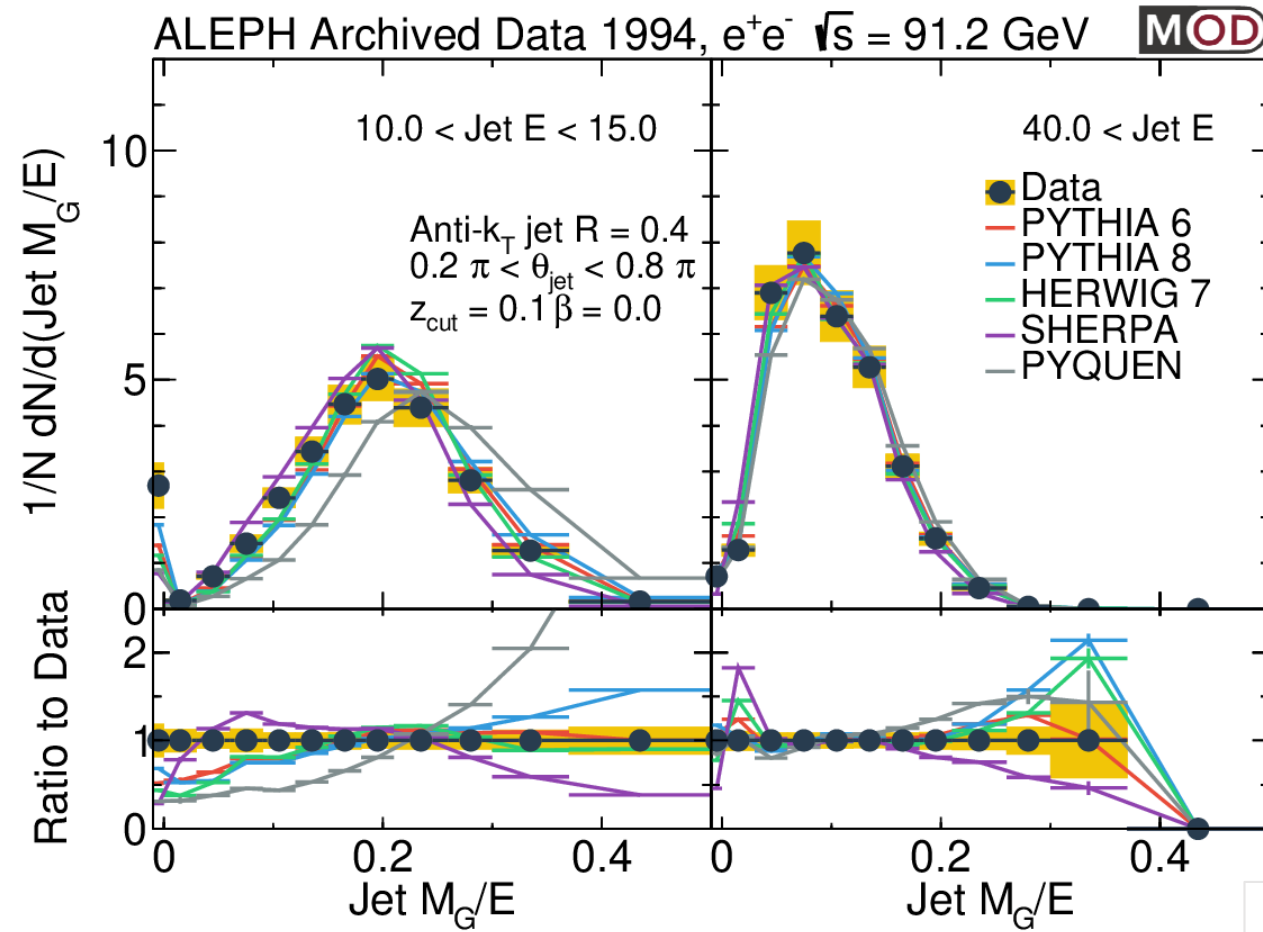 ALEPH Archived Data 1994, e⁺e⁻ √s = 91.2 GeV
MOD
1/N dN/d(Jet M_G/E)
10
5
0
10.0 < Jet E < 15.0
Anti-k_T jet R = 0.4
0.2 π < θ_jet < 0.8 π
z_cut = 0.1 β = 0.0
40.0 < Jet E
Data
PYTHIA 6
PYTHIA 8
HERWIG 7
SHERPA
PYQUEN
Ratio to Data
2
1
0
0 0.2 0.4
0 0.2 0.4
Jet M_G/E
Jet M_G/E